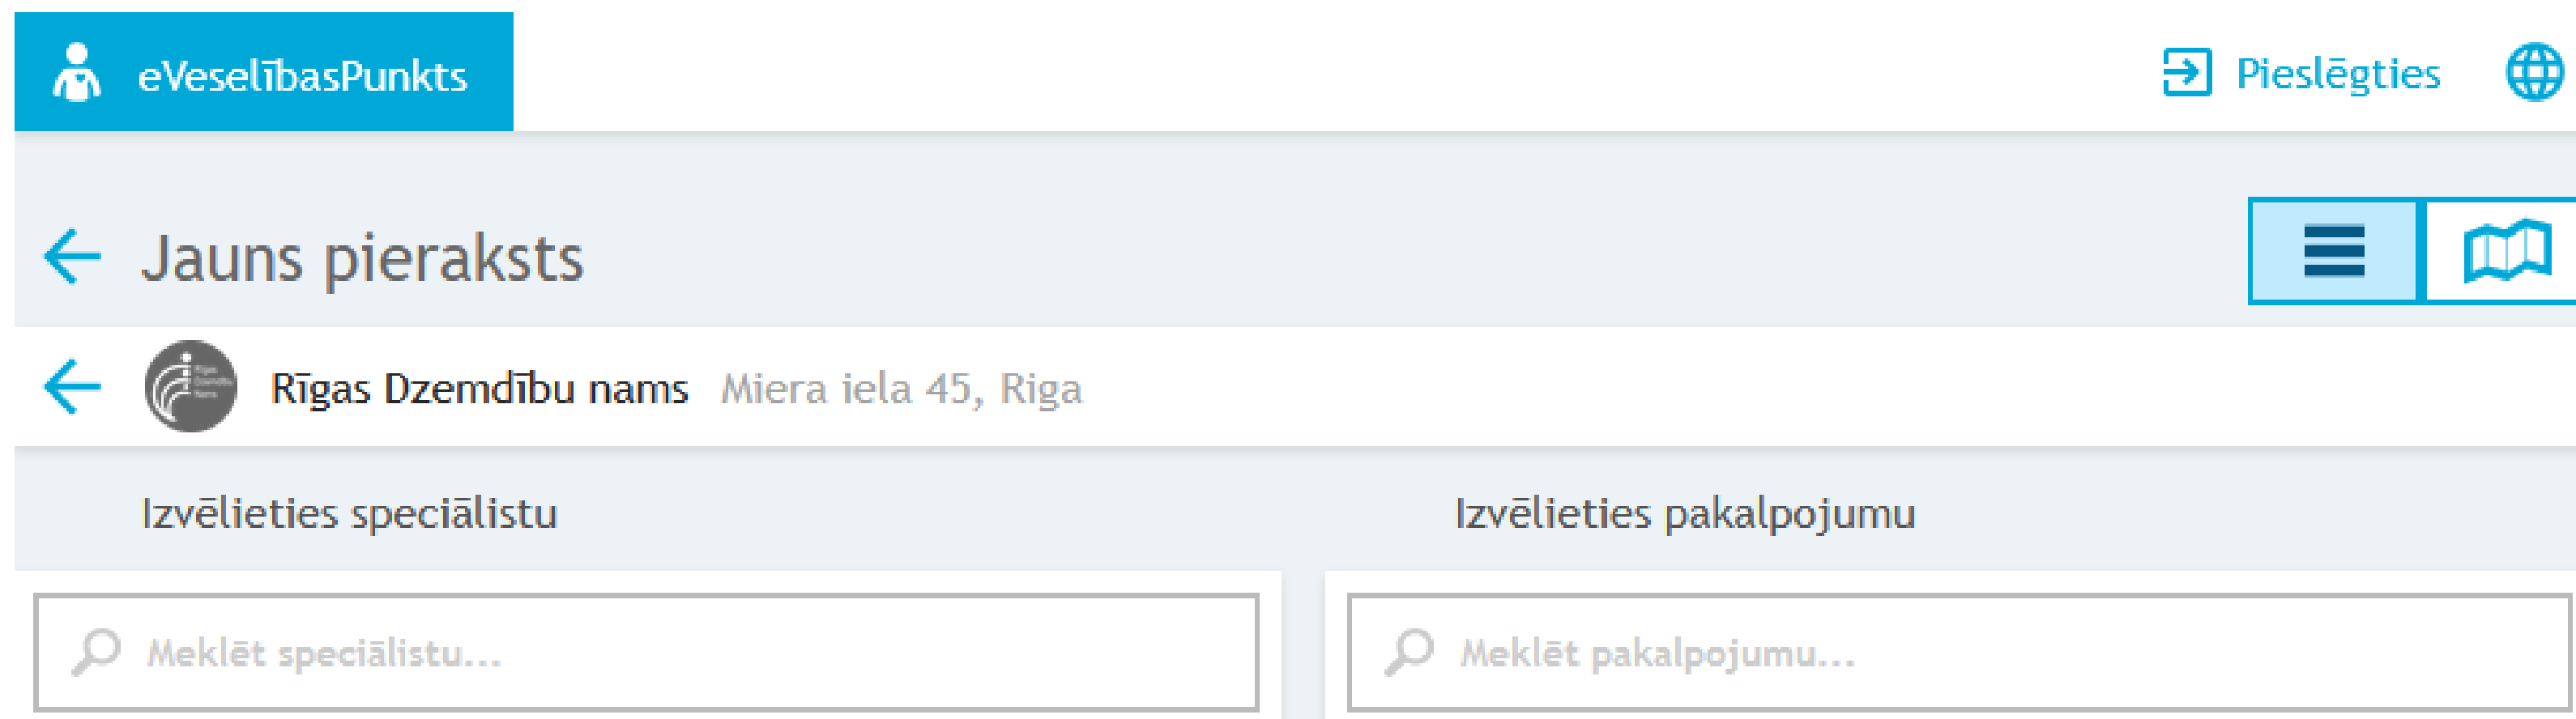 eVeselībasPunkts
Pieslēgties
Jauns pieraksts
Rīgas Dzemdību nams Miera iela 45, Riga
Izvēlieties speciālistu
Izvēlieties pakalpojumu
Meklēt speciālistu...
Meklēt pakalpojumu...